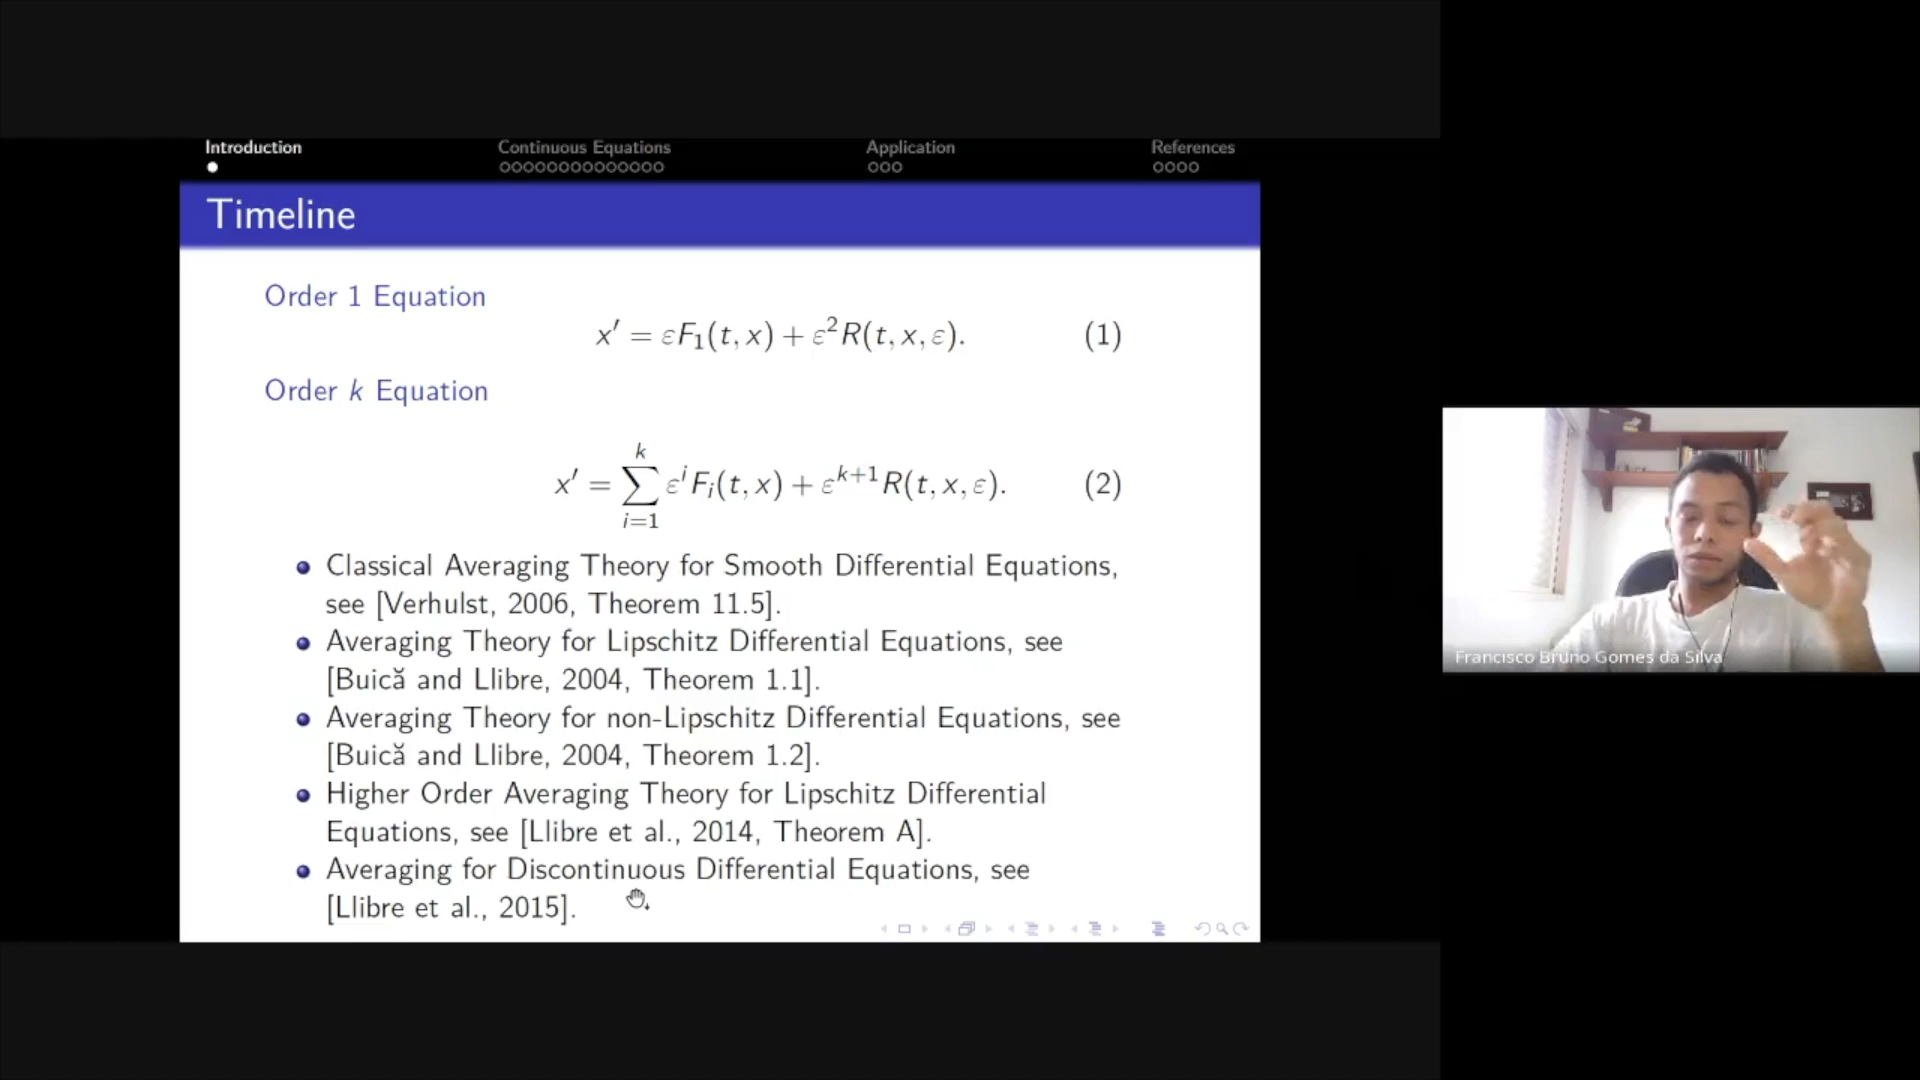 Introduction
Continuous Equations
Application
References
Timeline
Order 1 Equation
x′ = εF₁(t, x) + ε²R(t, x, ε). (1)
Order k Equation
x′ = ∑ᵢ₌₁ᵏ εⁱFᵢ(t, x) + εᵏ⁺¹R(t, x, ε). (2)
Classical Averaging Theory for Smooth Differential Equations,
see [Verhulst, 2006, Theorem 11.5].
Averaging Theory for Lipschitz Differential Equations, see
[Buică and Llibre, 2004, Theorem 1.1].
Averaging Theory for non-Lipschitz Differential Equations, see
[Buică and Llibre, 2004, Theorem 1.2].
Higher Order Averaging Theory for Lipschitz Differential
Equations, see [Llibre et al., 2014, Theorem A].
Averaging for Discontinuous Differential Equations, see
[Llibre et al., 2015].
Francisco Bruno Gomes da Silva